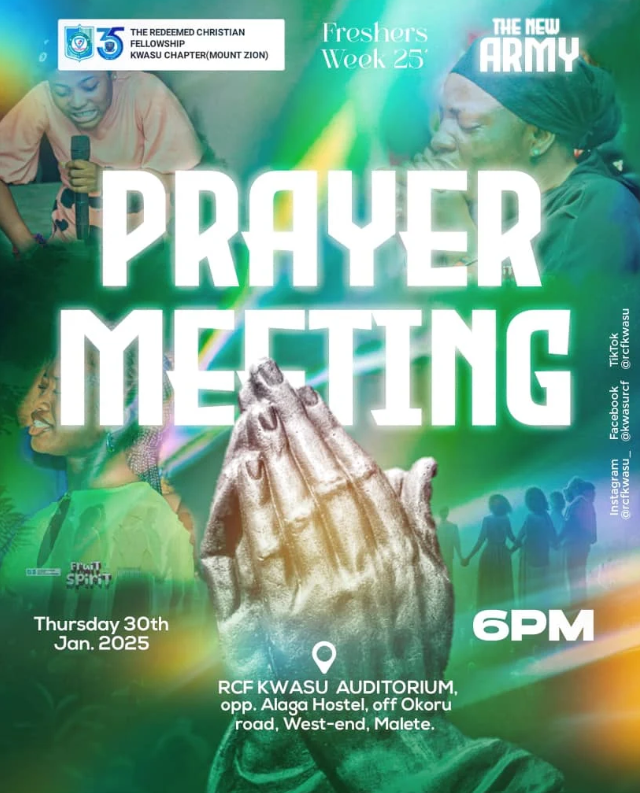 THE REDEEMED CHRISTIAN
FELLOWSHIP
KWASU CHAPTER(MOUNT ZION)
35
Freshers
Week 25'
THE NEW
ARMY
PRAYER
MEETING
TikTok
@rcfkwasu
Facebook
@kwasurcf
Instagram
@rcfkwasu_
FRUIT
SPIRIT
Thursday 30th
Jan. 2025
6PM
RCF KWASU AUDITORIUM,
opp. Alaga Hostel, off Okoru
road, West-end, Malete.